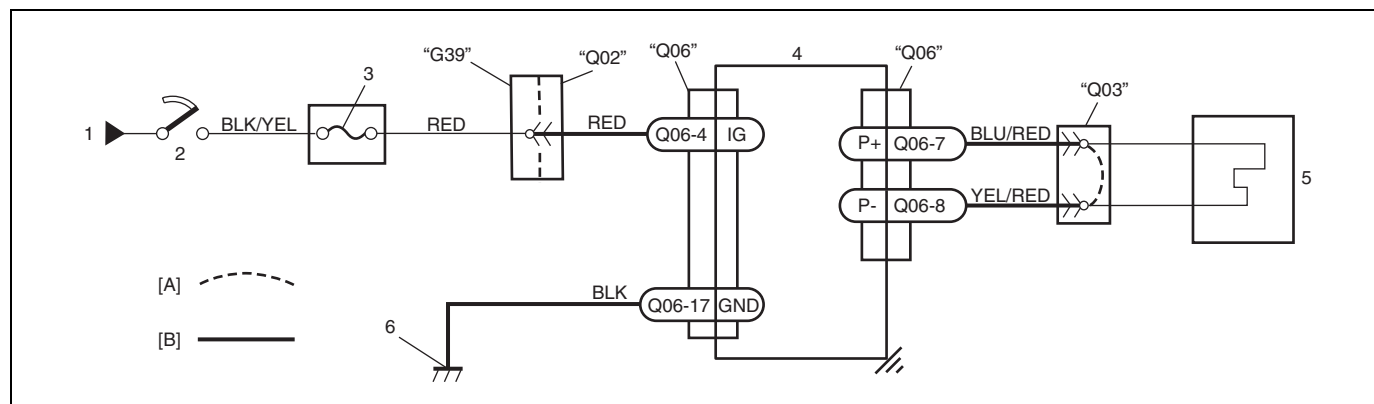 “G39”
“Q02”
“Q06”
4
“Q06”
“Q03”
3
1
2
BLK/YEL
RED
RED
Q06-4 IG
P+ Q06-7
BLU/RED
P- Q06-8
YEL/RED
5
[A]
[B]
6
BLK
Q06-17 GND